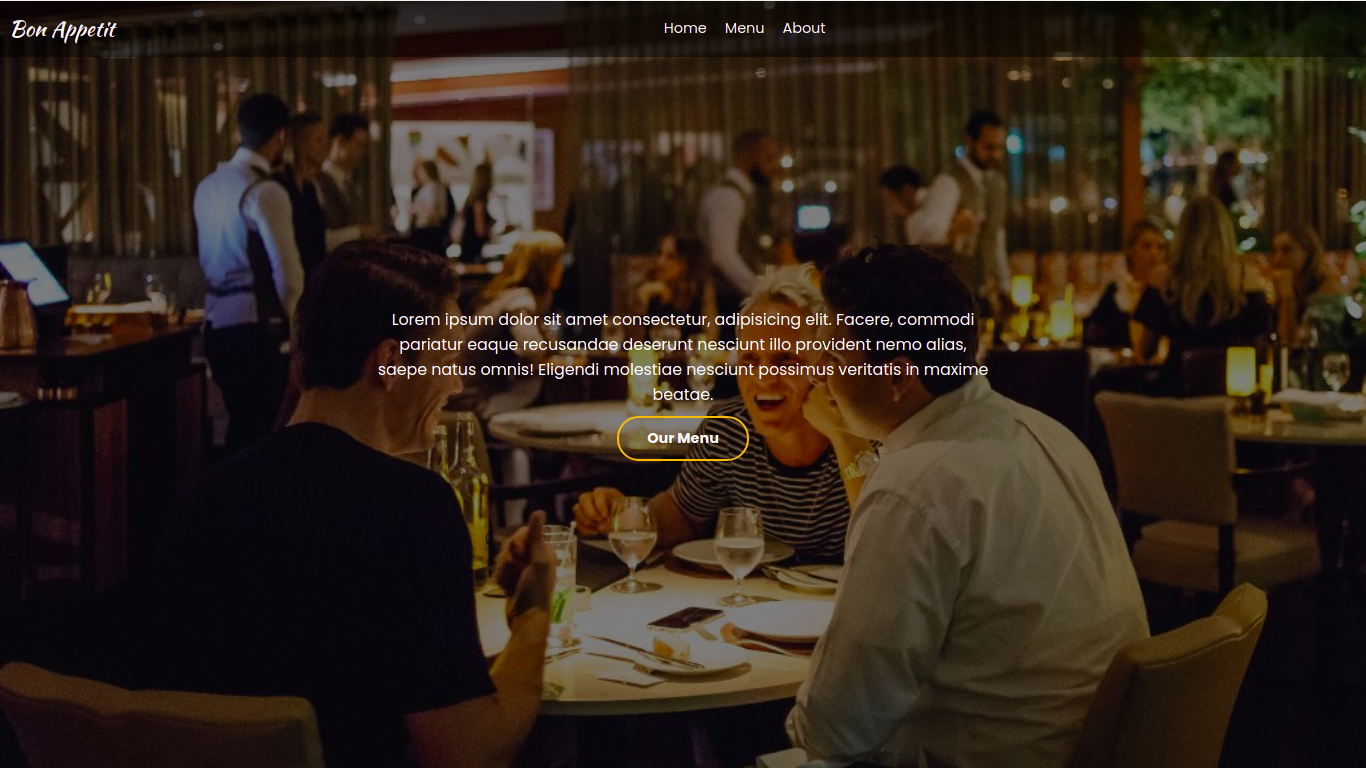 Bon Appetit
Home Menu About
Lorem ipsum dolor sit amet consectetur, adipisicing elit. Facere, commodi
pariatur eaque recusandae deserunt nesciunt illo provident nemo alias,
saepe natus omnis! Eligendi molestiae nesciunt possimus veritatis in maxime
beatae.
Our Menu